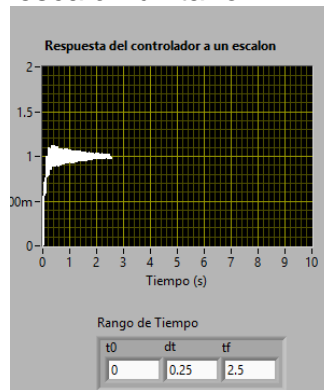 Respuesta del controlador a un escalon
2-
1.5-
1-
00m-
0-
0 1 2 3 4 5 6 7 8 9 10
Tiempo (s)
Rango de Tiempo
t0 dt tf
0 0.25 2.5